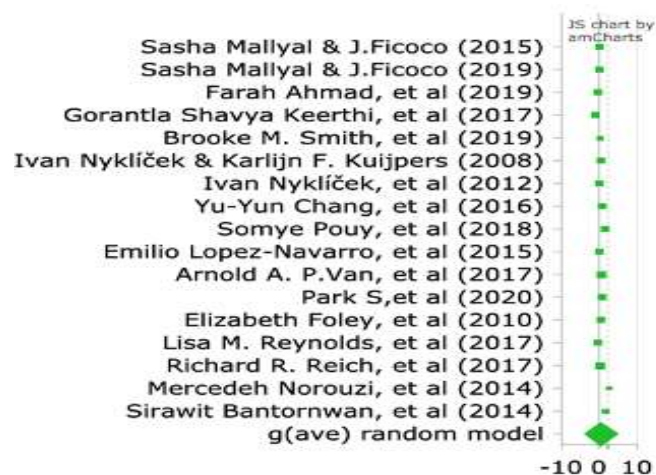 JS chart by
amCharts
Sasha Mallyal & J.Ficoco (2015)
Sasha Mallyal & J.Ficoco (2019)
Farah Ahmad, et al (2019)
Gorantla Shavya Keerthi, et al (2017)
Brooke M. Smith, et al (2019)
Ivan Nyklíček & Karlijn F. Kuijpers (2008)
Ivan Nyklíček, et al (2012)
Yu-Yun Chang, et al (2016)
Somye Pouy, et al (2018)
Emilio Lopez-Navarro, et al (2015)
Arnold A. P.Van, et al (2017)
Park S,et al (2020)
Elizabeth Foley, et al (2010)
Lisa M. Reynolds, et al (2017)
Richard R. Reich, et al (2017)
Mercedeh Norouzi, et al (2014)
Sirawit Bantornwan, et al (2014)
g(ave) random model
-10 0 10